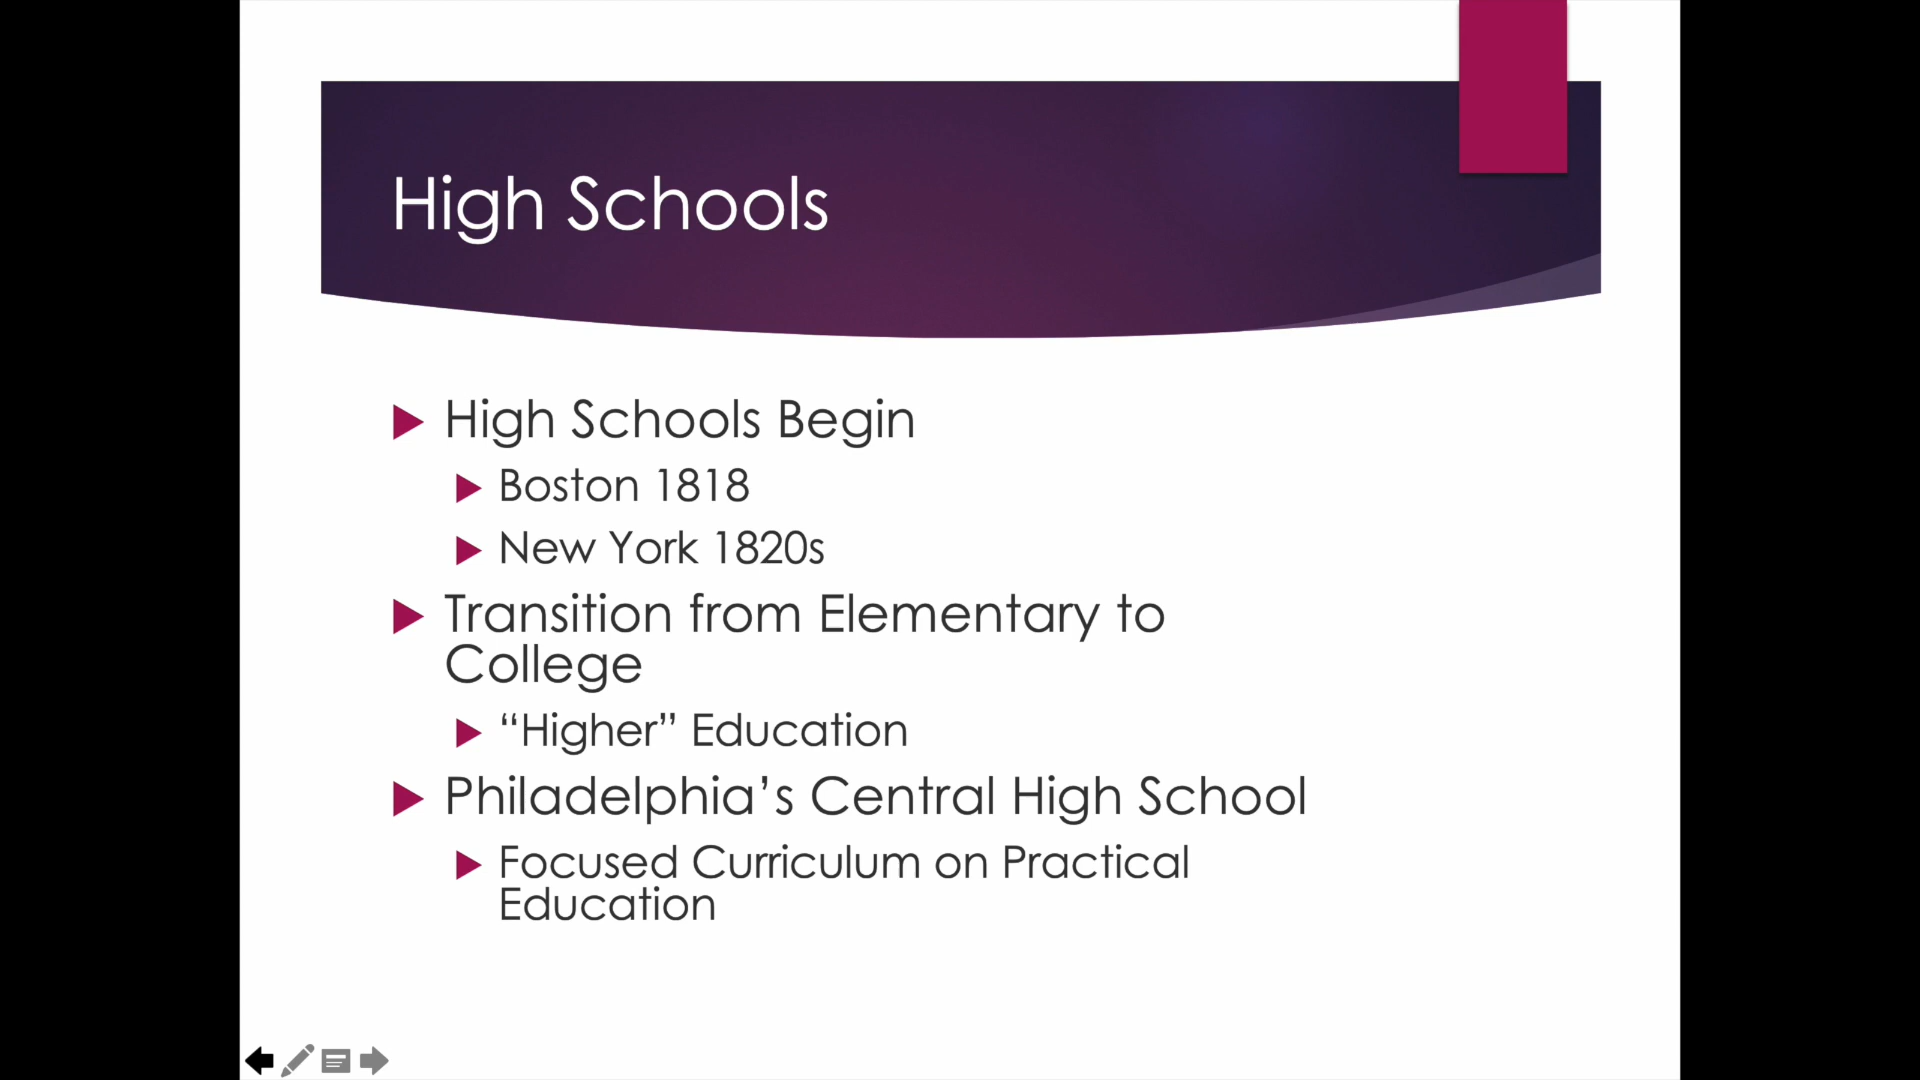 High Schools
High Schools Begin
Boston 1818
New York 1820s
Transition from Elementary to
College
“Higher” Education
Philadelphia’s Central High School
Focused Curriculum on Practical
Education